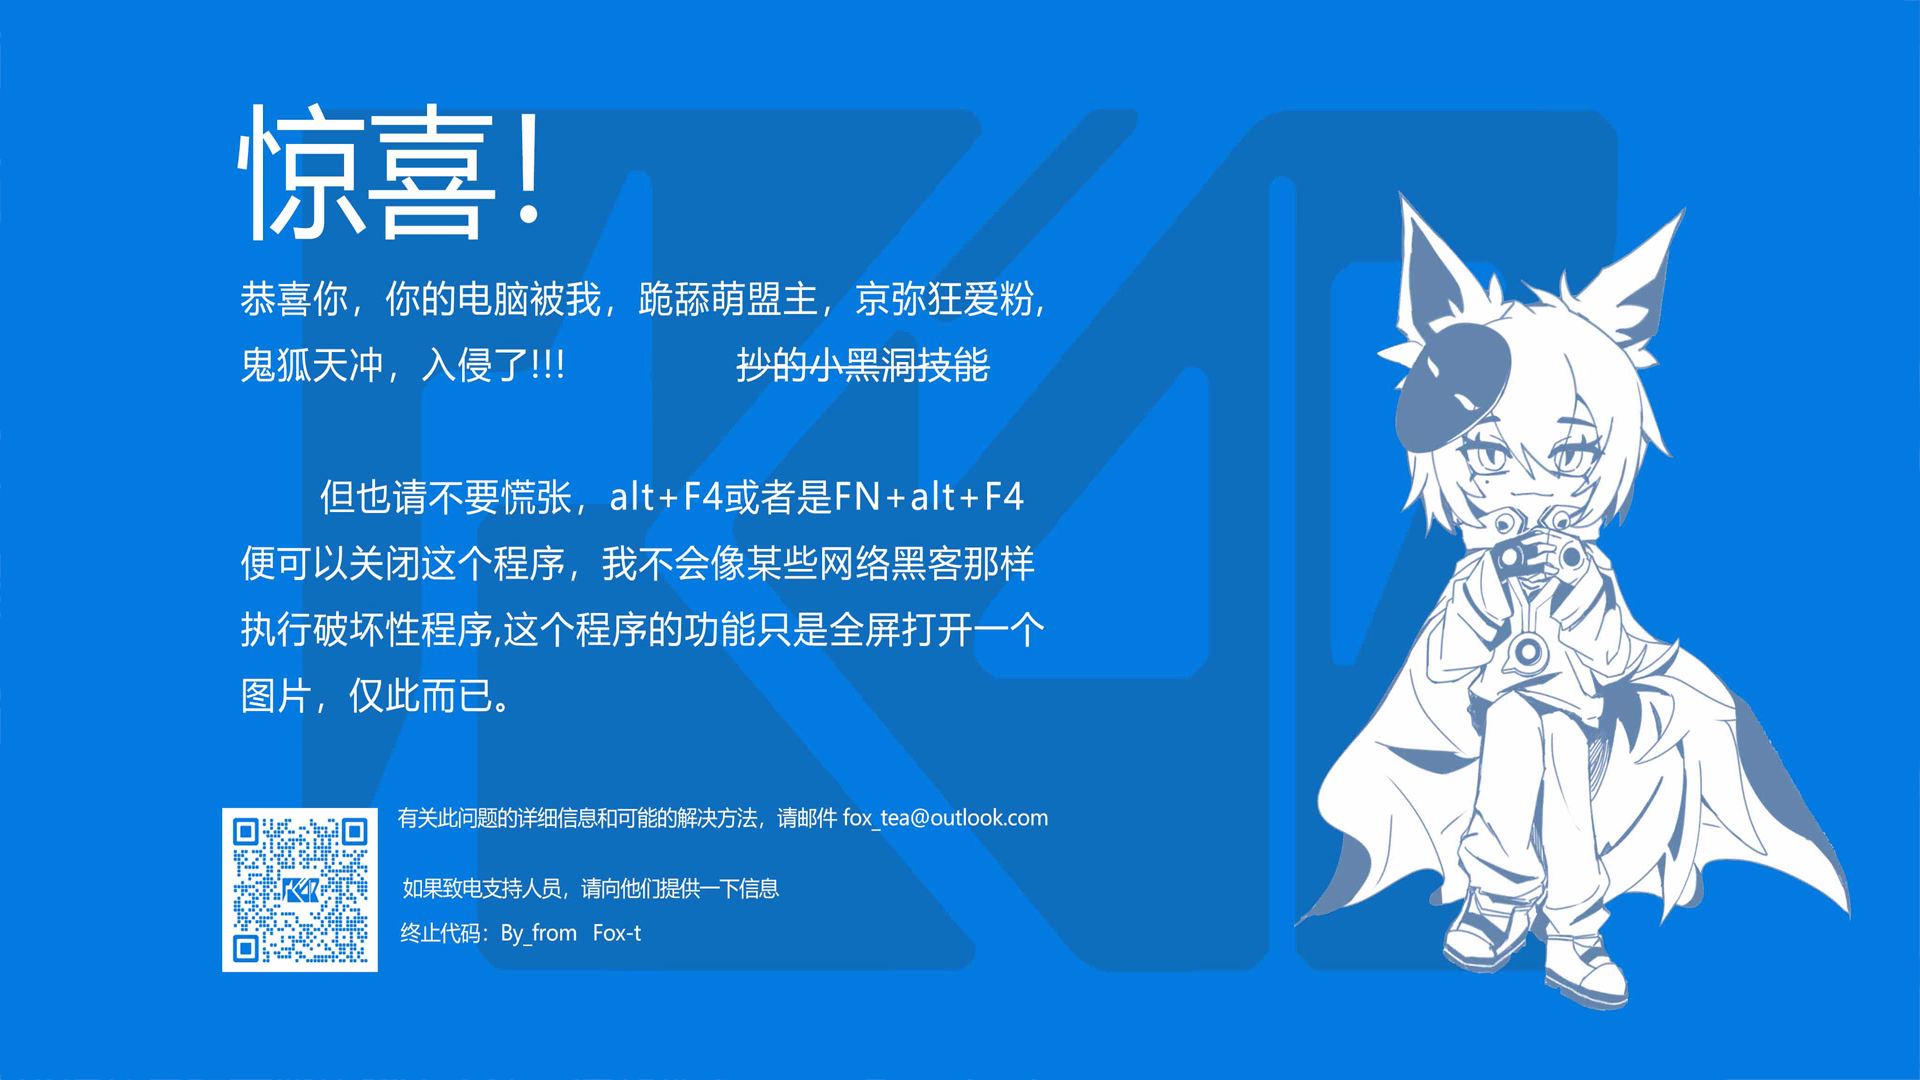 惊喜！
恭喜你，你的电脑被我，跪舔萌盟主，京弥狂爱粉，
鬼狐天冲，入侵了!!! 抄的小黑洞技能
但也请不要慌张，alt+F4或者是FN+alt+F4
便可以关闭这个程序，我不会像某些网络黑客那样
执行破坏性程序,这个程序的功能只是全屏打开一个
图片，仅此而已。
有关此问题的详细信息和可能的解决方法，请邮件 fox_tea@outlook.com
如果致电支持人员，请向他们提供一下信息
终止代码：By_from Fox-t